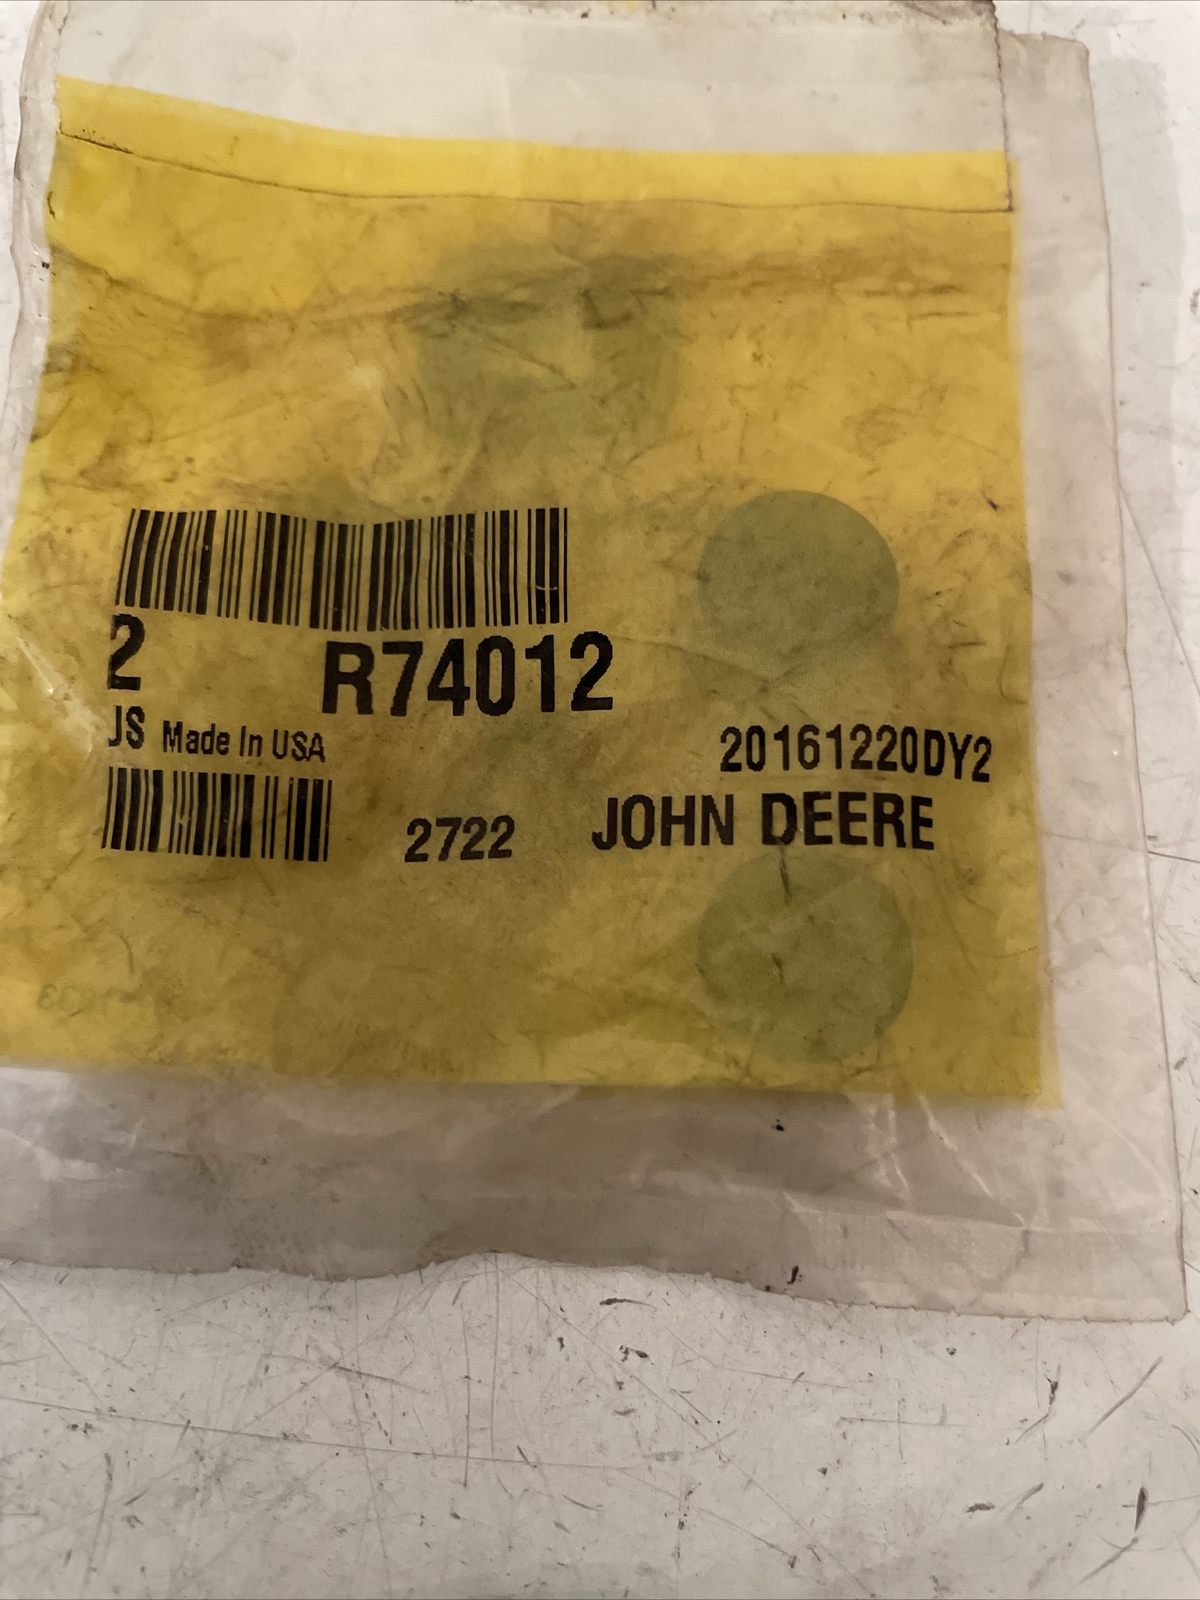 2 R74012
JS Made In USA
20161220DY2
2722 JOHN DEERE